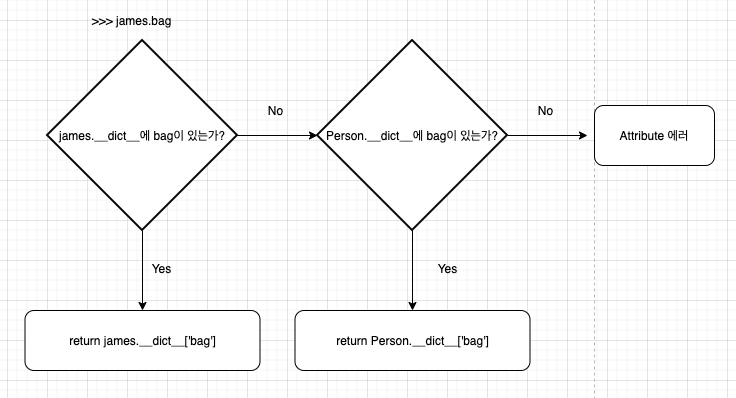 >>> james.bag
No
No
james.__dict__에 bag이 있는가?
Person.__dict__에 bag이 있는가?
Attribute 에러
Yes
Yes
return james.__dict__['bag']
return Person.__dict__['bag']